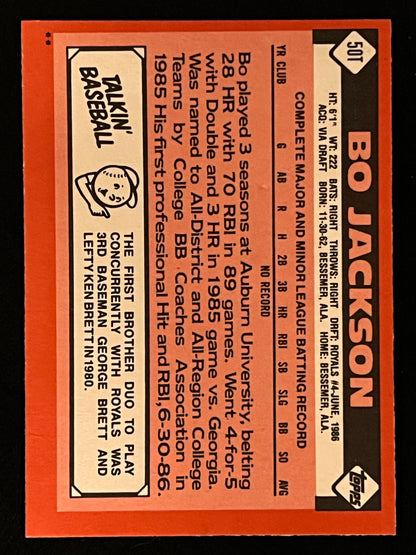 50T
BO JACKSON
Topps
HT: 6'1" WT: 222 BATS: RIGHT THROWS: RIGHT DRFT: ROYALS #4-JUNE, 1986
ACQ: VIA DRAFT BORN: 11-30-62, BESSEMER, ALA. HOME: BESSEMER, ALA.
COMPLETE MAJOR AND MINOR LEAGUE BATTING RECORD
YR CLUB G AB R H 2B 3B HR RBI SB SLG BB SO AVG
NO RECORD
Bo played 3 seasons at Auburn University, belting
28 HR with 70 RBI in 89 games. Went 4-for-5
with Double and 3 HR in 1985 game vs. Georgia.
Was named to All-District and All-Region College
Teams by College BB Coaches Association in
1985 His first professional Hit and RBI, 6-30-86.
TALKIN'
BASEBALL
THE FIRST BROTHER DUO TO PLAY
CONCURRENTLY WITH ROYALS WAS
3RD BASEMAN GEORGE BRETT AND
LEFTY KEN BRETT IN 1980.
**